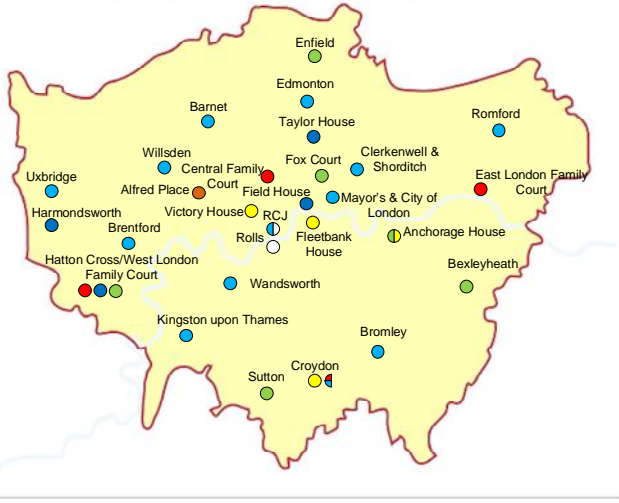 Enfield
Edmonton
Barnet
Romford
Taylor House
Willsden
Fox Court
Clerkenwell &
Shorditch
Central Family
Court
Uxbridge
Alfred Place
Field House
Mayor's & City of
London
East London Family
Court
Harmondsworth
Victory House
RCJ
Brentford
Rolls
Fleetbank
House
Anchorage House
Hatton Cross/West London
Family Court
Bexleyheath
Wandsworth
Kingston upon Thames
Bromley
Croydon
Sutton